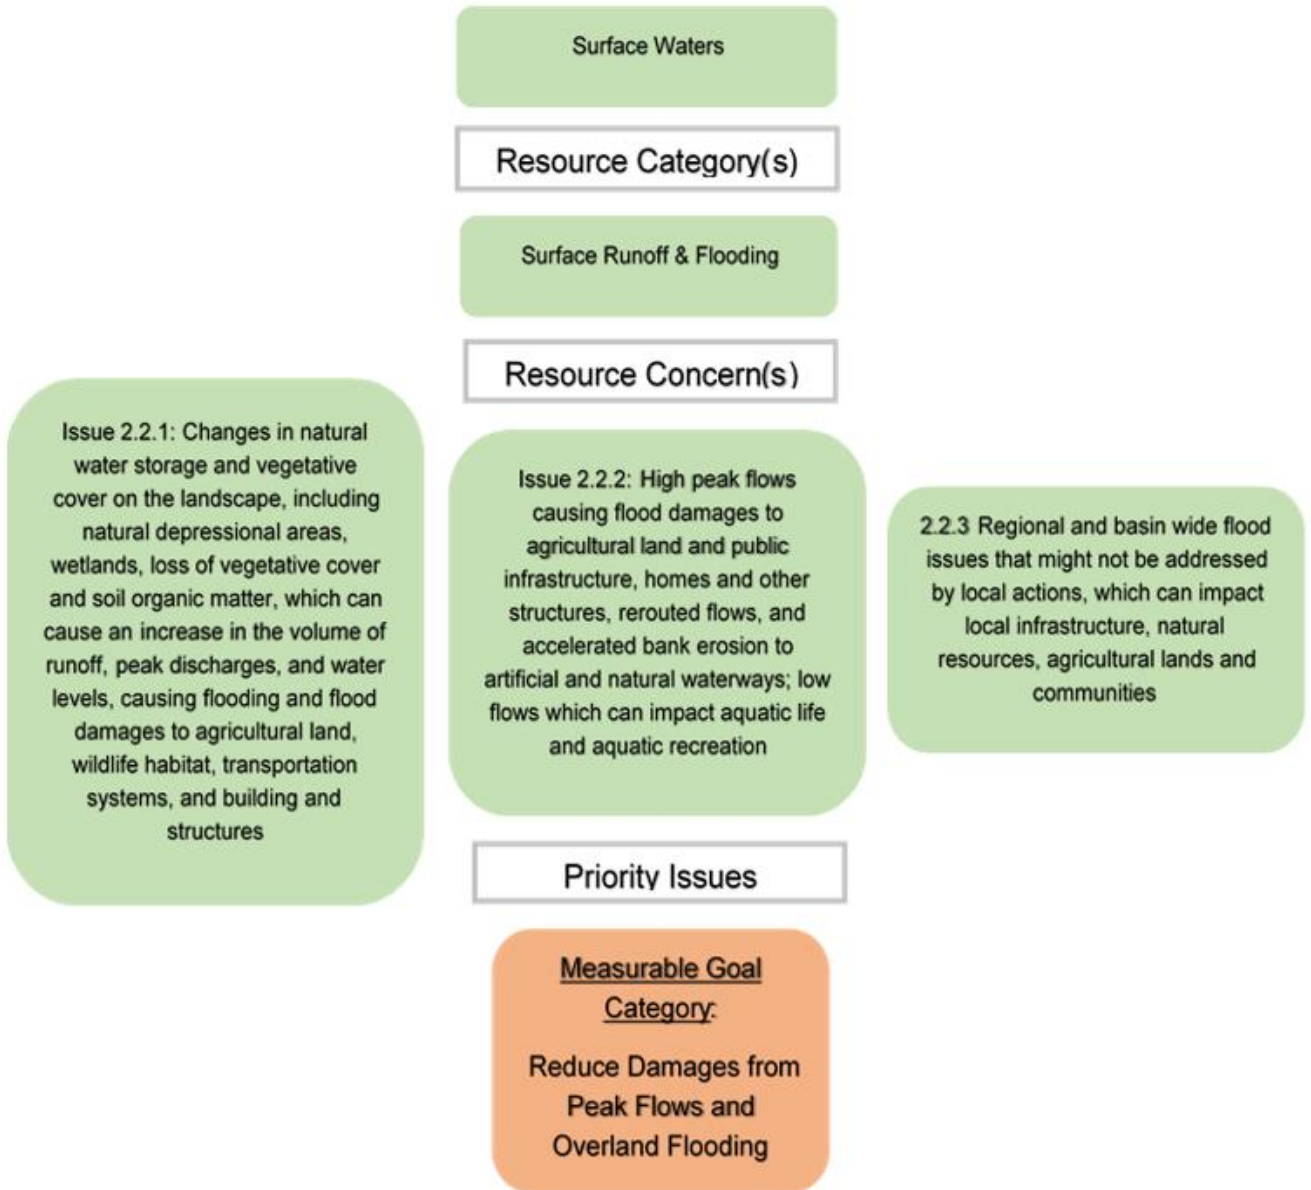 Surface Waters
Resource Category(s)
Surface Runoff & Flooding
Resource Concern(s)
Issue 2.2.1: Changes in natural
water storage and vegetative
cover on the landscape, including
natural depressional areas,
wetlands, loss of vegetative cover
and soil organic matter, which can
cause an increase in the volume of
runoff, peak discharges, and water
levels, causing flooding and flood
damages to agricultural land,
wildlife habitat, transportation
systems, and building and
structures
Issue 2.2.2: High peak flows
causing flood damages to
agricultural land and public
infrastructure, homes and other
structures, rerouted flows, and
accelerated bank erosion to
artificial and natural waterways; low
flows which can impact aquatic life
and aquatic recreation
2.2.3 Regional and basin wide flood
issues that might not be addressed
by local actions, which can impact
local infrastructure, natural
resources, agricultural lands and
communities
Priority Issues
Measurable Goal
Category:
Reduce Damages from
Peak Flows and
Overland Flooding